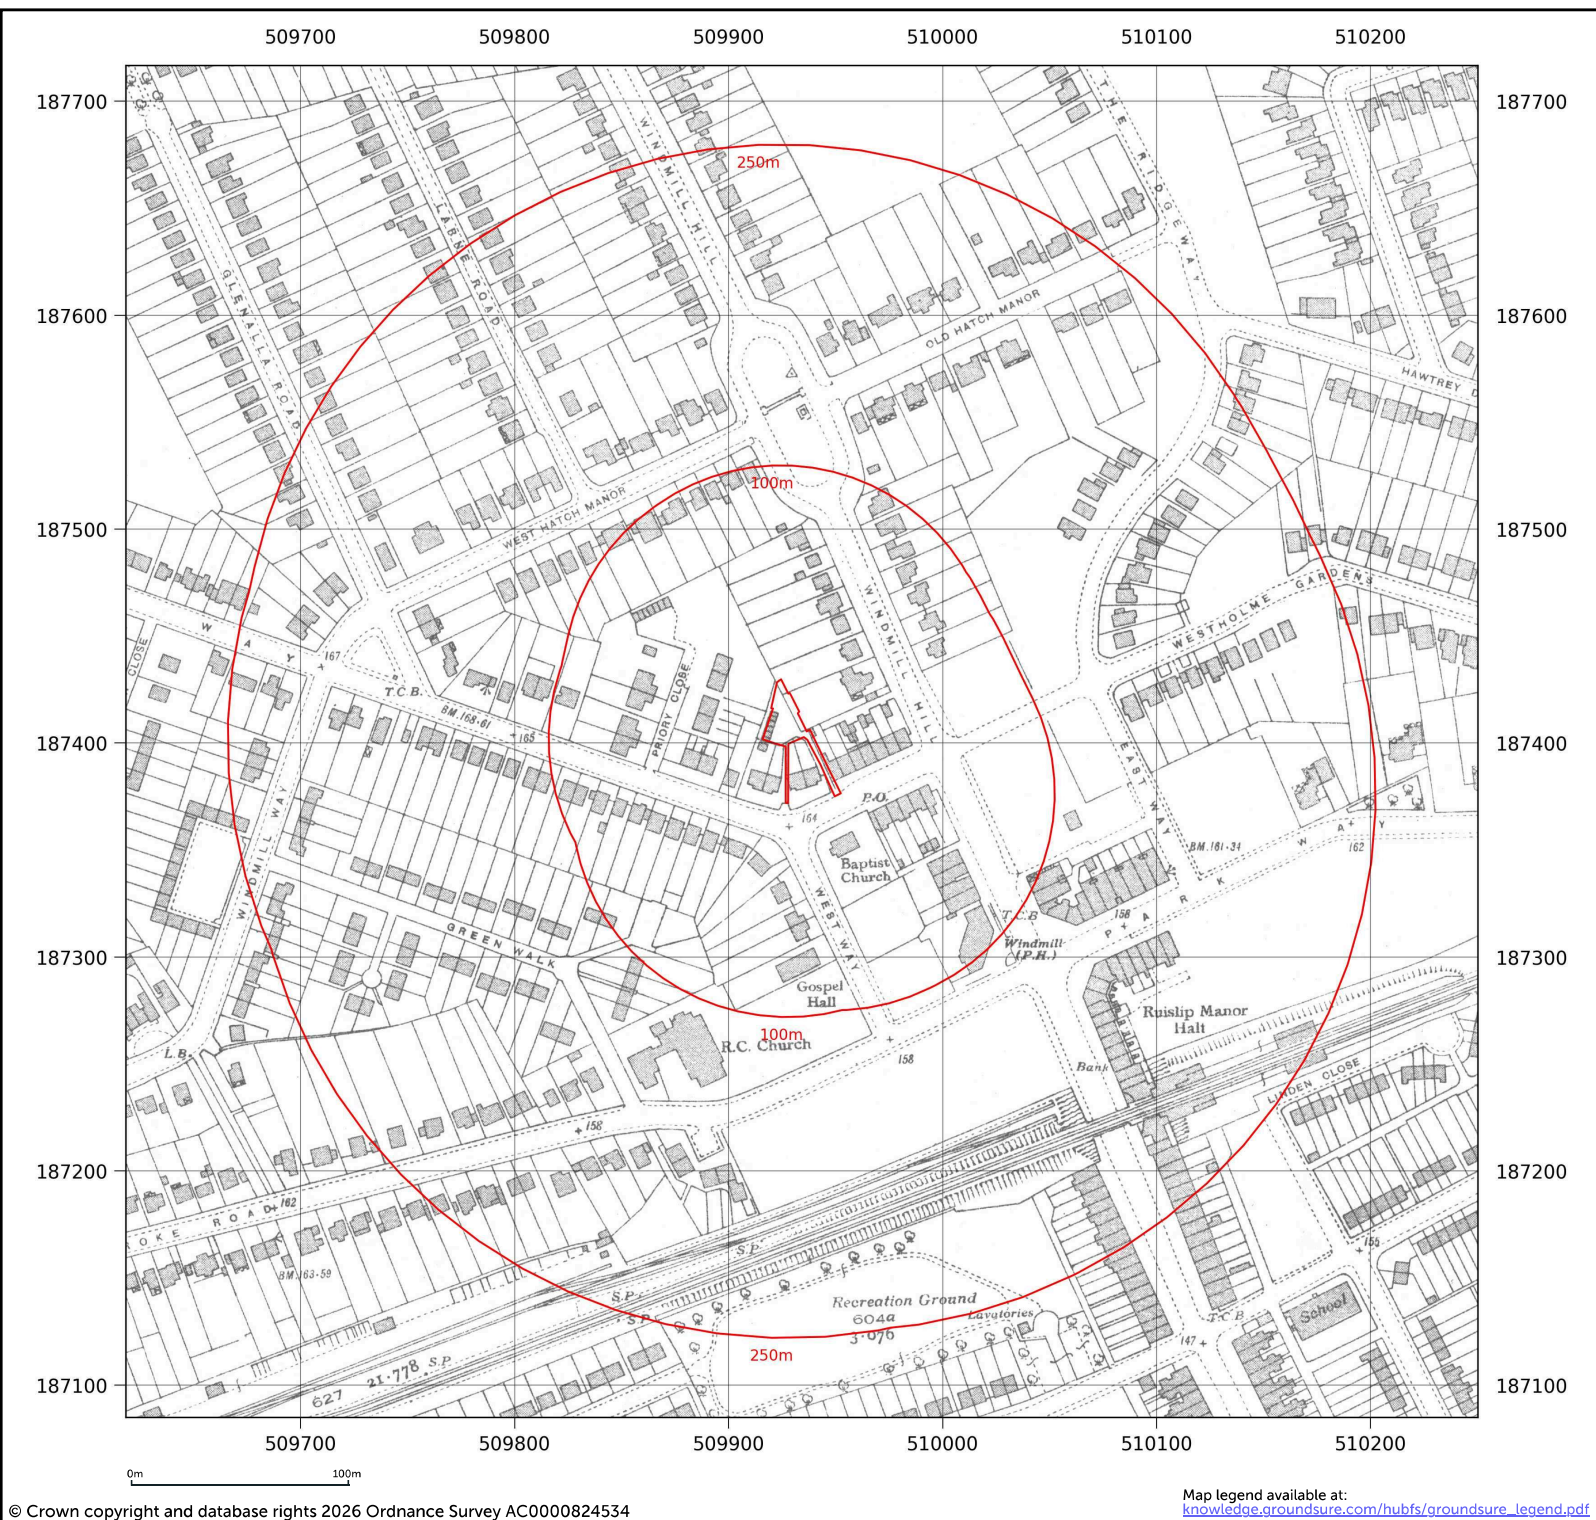 509700 509800 509900 510000 510100 510200
187700 187700
THE RIDGEWAY
WINDMILL HILL
250m
LARNE ROAD
GLENALLA ROAD
187600 187600
OLD HATCH MANOR
HAWTREY D
100m
WEST HATCH MANOR
187500 187500
WESTHOLME GARDENS
WINDMILL HILL
CLOSE
WAY
167
T.C.B.
BM.168·61
165
PRIORY CLOSE
187400 187400
EAST WAY
P.O.
164
WINDMILL WAY
Baptist
Church
BM.161·34
162
PARK WAY
WEST WAY
GREEN WALK
T.C.B
158
Windmill
(P.H.)
187300 187300
Gospel
Hall
Ruislip Manor
Halt
100m
R.C. Church
L.B.
158
Bank
LINDEN CLOSE
158
187200 187200
OKE ROAD
162
BM.163·59
155
S.P.
S.P.
S.P.
Recreation Ground
604a
3·076
Lavatories
School
T.C.B
147
250m
S.P.
627 21·778
187100 187100
509700 509800 509900 510000 510100 510200
0m 100m
© Crown copyright and database rights 2026 Ordnance Survey AC0000824534
Map legend available at:
knowledge.groundsure.com/hubfs/groundsure_legend.pdf